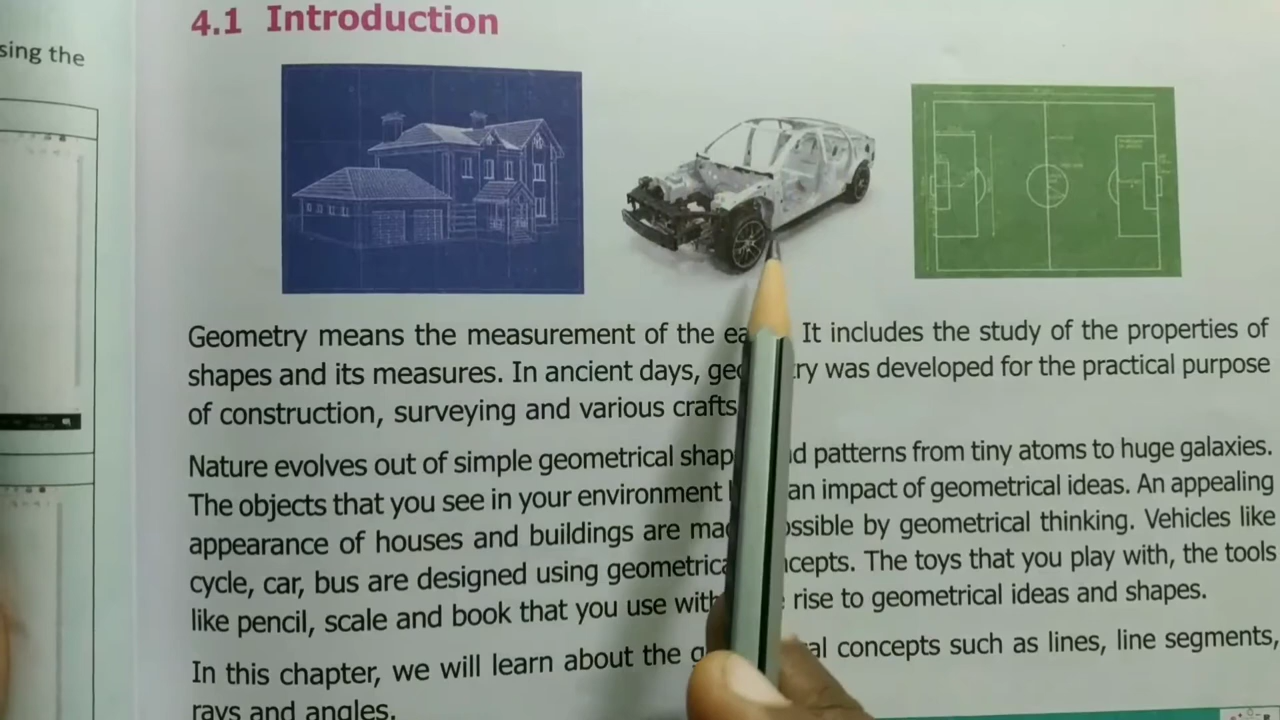 sing the
4.1 Introduction
Geometry means the measurement of the ea It includes the study of the properties of
shapes and its measures. In ancient days, geo ry was developed for the practical purpose
of construction, surveying and various crafts
Nature evolves out of simple geometrical shap d patterns from tiny atoms to huge galaxies.
The objects that you see in your environment an impact of geometrical ideas. An appealing
appearance of houses and buildings are mad ossible by geometrical thinking. Vehicles like
cycle, car, bus are designed using geometrica ncepts. The toys that you play with, the tools
like pencil, scale and book that you use with rise to geometrical ideas and shapes.
In this chapter, we will learn about the g al concepts such as lines, line segments,
rays and angles.